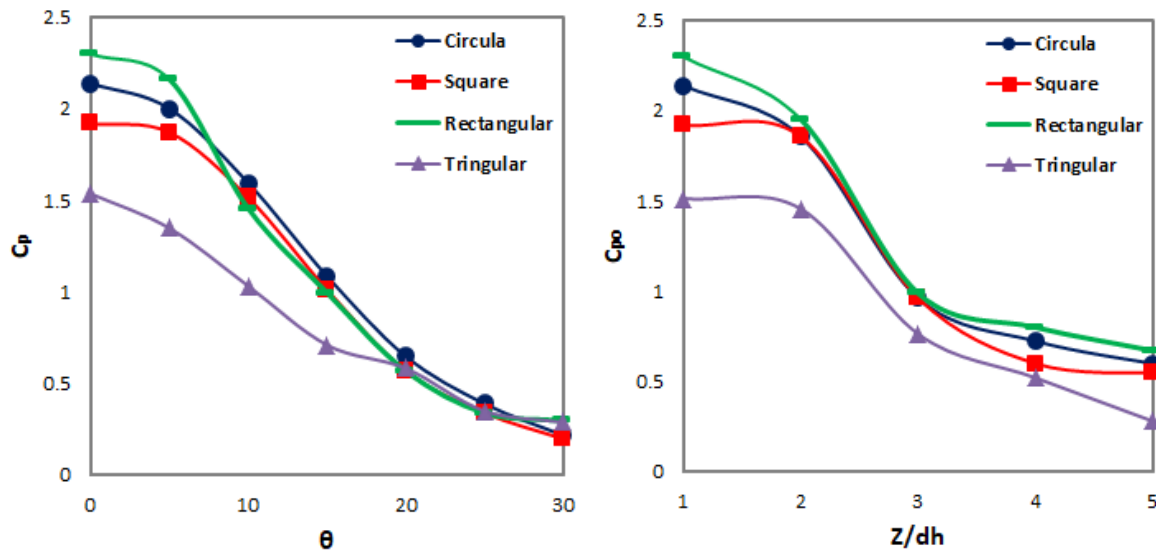 2.5
2
1.5
1
0.5
0
Cp
0
10
20
30
θ
Circula
Square
Rectangular
Tringular
2.5
2
1.5
1
0.5
0
Cpo
1
2
3
4
5
Z/dh
Circula
Square
Rectangular
Tringular